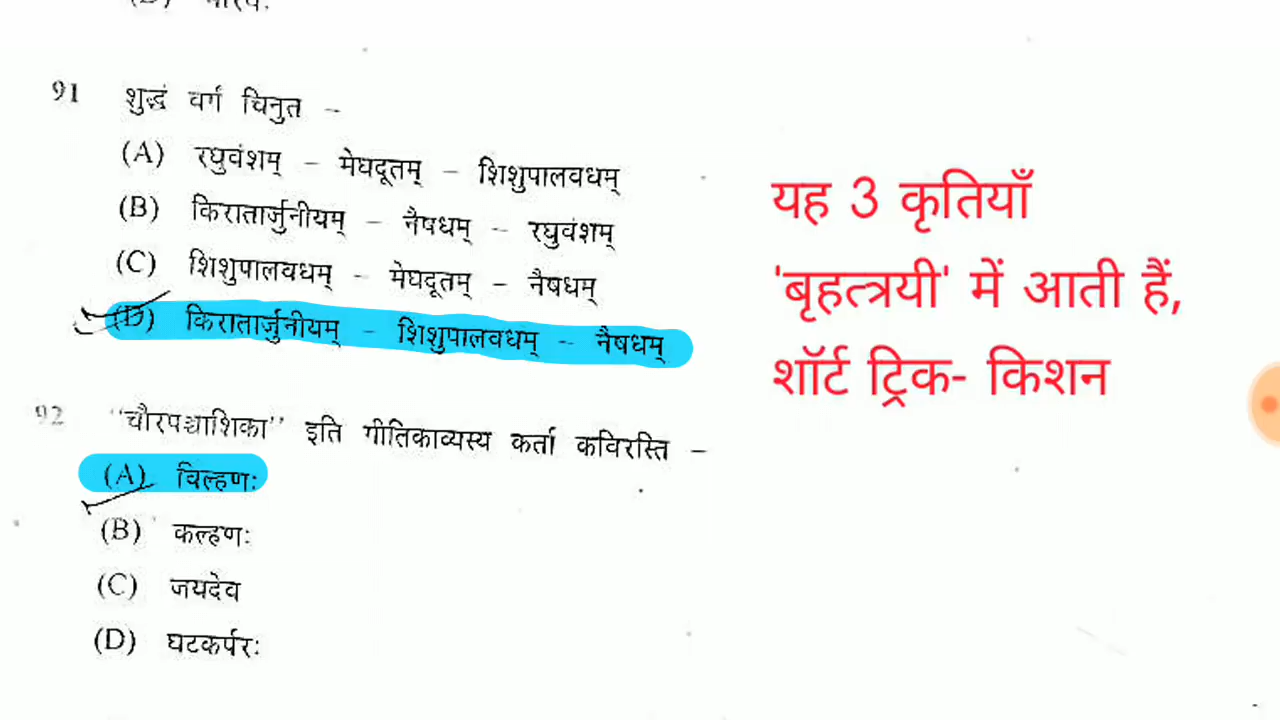 91 शुद्धं वर्गं चिनुत –
(A) रघुवंशम् – मेघदूतम् – शिशुपालवधम्
(B) किरातार्जुनीयम् – नैषधम् – रघुवंशम्
(C) शिशुपालवधम् – मेघदूतम् – नैषधम्
(D) किरातार्जुनीयम् – शिशुपालवधम् – नैषधम्
92 "चौरपञ्चाशिका" इति गीतिकाव्यस्य कर्ता कविरस्ति –
(A) विल्हणः
(B) कल्हणः
(C) जयदेव
(D) घटकर्परः
यह 3 कृतियाँ
'बृहत्त्रयी' में आती हैं,
शॉर्ट ट्रिक- किशन